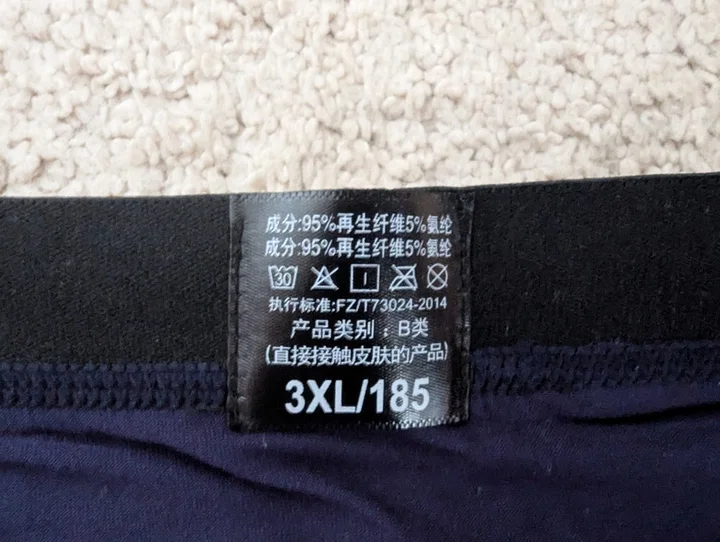 成分:95%再生纤维5%氨纶
成分:95%再生纤维5%氨纶
30
执行标准:FZ/T73024-2014
产品类别：B类
(直接接触皮肤的产品)
3XL/185